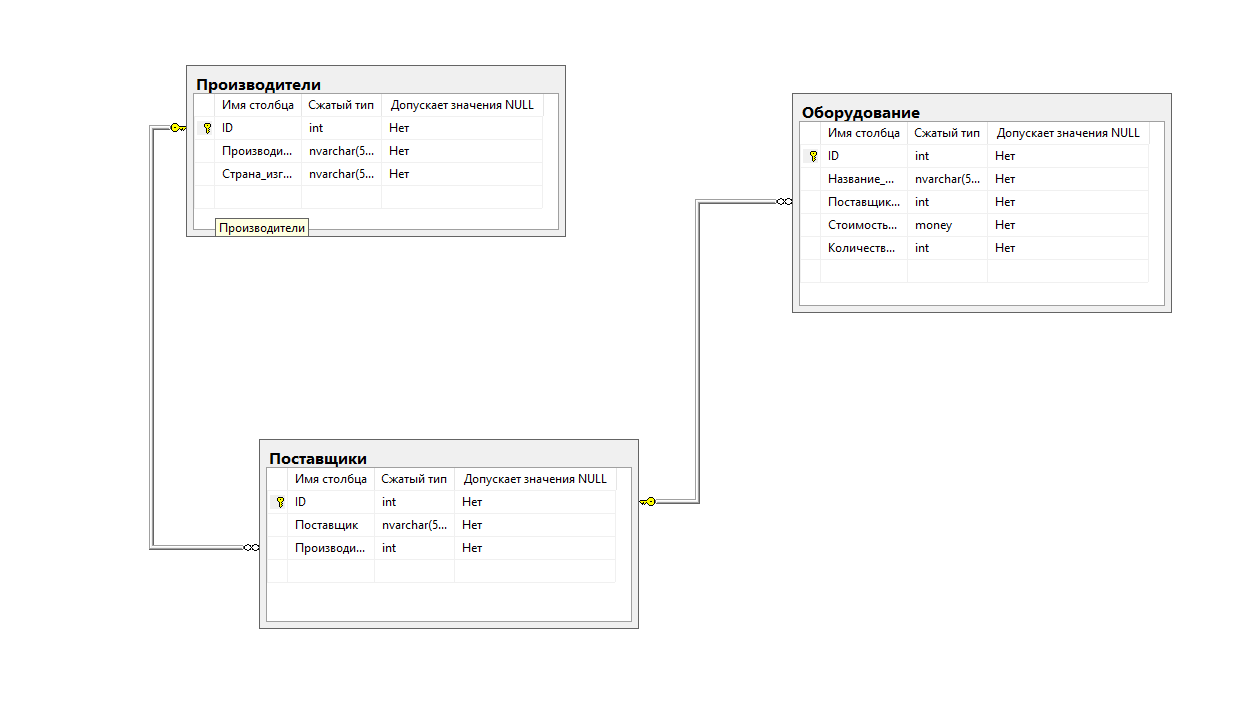 Производители
Имя столбца Сжатый тип Допускает значения NULL
ID int Нет
Производи... nvarchar(5... Нет
Страна_изг... nvarchar(5... Нет
Производители
Оборудование
Имя столбца Сжатый тип Допускает значения NULL
ID int Нет
Название_... nvarchar(5... Нет
Поставщик... int Нет
Стоимость... money Нет
Количеств... int Нет
Поставщики
Имя столбца Сжатый тип Допускает значения NULL
ID int Нет
Поставщик nvarchar(5... Нет
Производи... int Нет